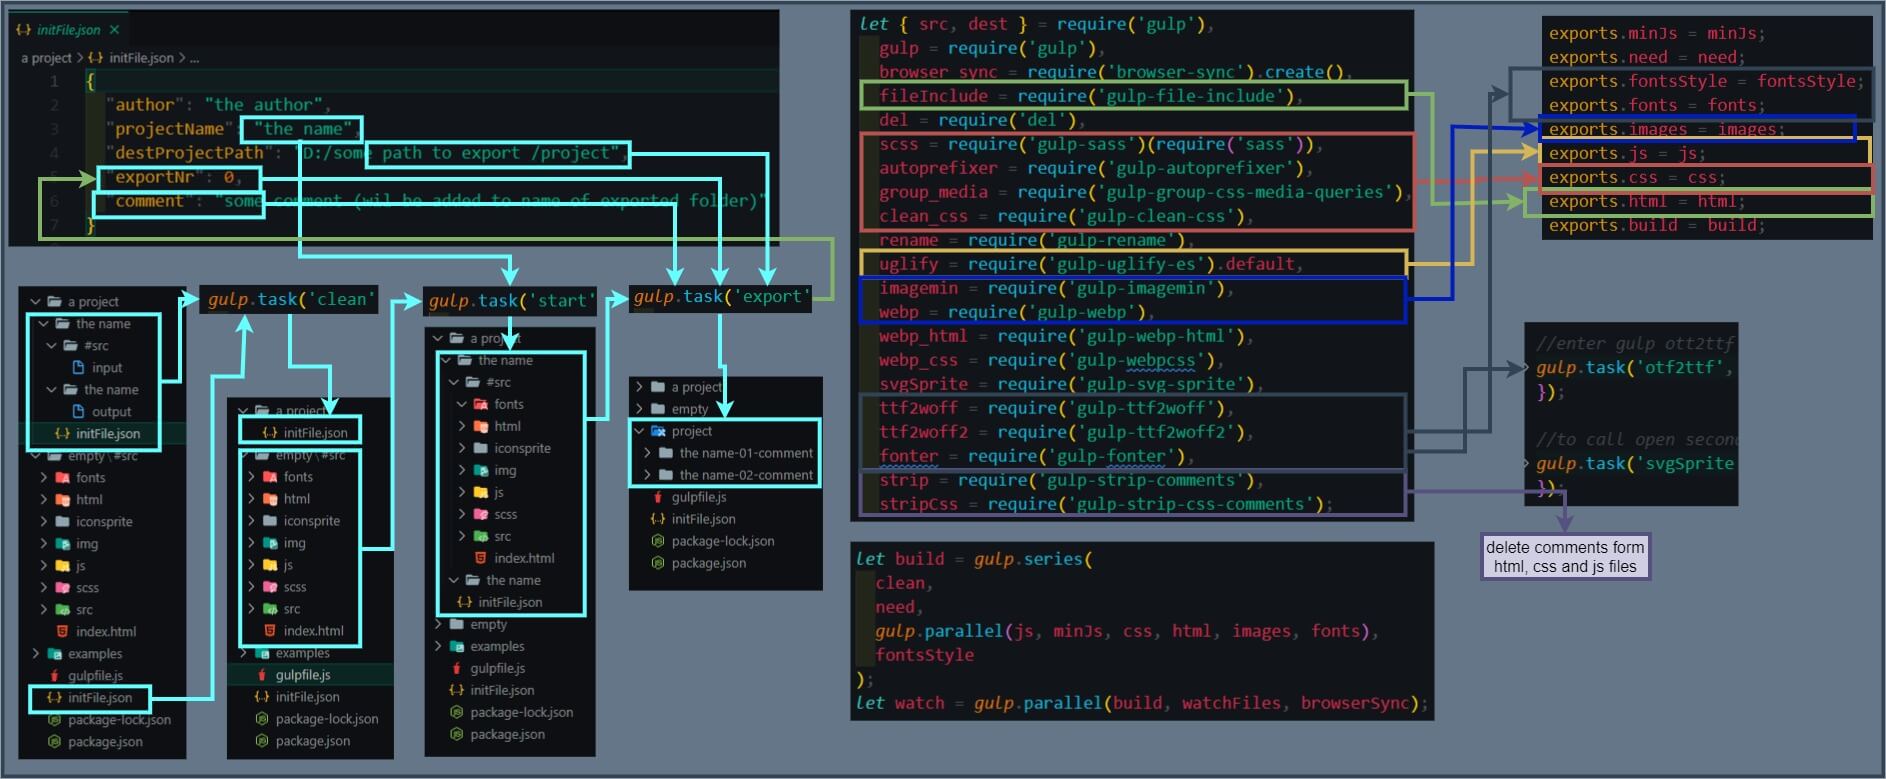 initFile.json ×
a project > initFile.json > ...
1 {
2 "author": "the author",
3 "projectName": "the name",
4 "destProjectPath": "D:/some path to export /project",
5 "exportNr": 0,
6 "comment": "some comment (wil be added to name of exported folder)"
7 }
a project
the name
#src
input
the name
output
initFile.json
empty\#src
fonts
html
iconsprite
img
js
scss
src
index.html
examples
gulpfile.js
initFile.json
package-lock.json
package.json
gulp.task('clean'
a project
initFile.json
empty\#src
fonts
html
iconsprite
img
js
scss
src
index.html
examples
gulpfile.js
initFile.json
package-lock.json
package.json
gulp.task('start'
a project
the name
#src
fonts
html
iconsprite
img
js
scss
src
index.html
the name
initFile.json
empty
examples
gulpfile.js
initFile.json
package-lock.json
package.json
gulp.task('export'
a project
empty
project
the name-01-comment
the name-02-comment
gulpfile.js
initFile.json
package-lock.json
package.json
let { src, dest } = require('gulp'),
gulp = require('gulp'),
browser_sync = require('browser-sync').create(),
fileInclude = require('gulp-file-include'),
del = require('del'),
scss = require('gulp-sass')(require('sass')),
autoprefixer = require('gulp-autoprefixer'),
group_media = require('gulp-group-css-media-queries'),
clean_css = require('gulp-clean-css'),
rename = require('gulp-rename'),
uglify = require('gulp-uglify-es').default,
imagemin = require('gulp-imagemin'),
webp = require('gulp-webp'),
webp_html = require('gulp-webp-html'),
webp_css = require('gulp-webpcss'),
svgSprite = require('gulp-svg-sprite'),
ttf2woff = require('gulp-ttf2woff'),
ttf2woff2 = require('gulp-ttf2woff2'),
fonter = require('gulp-fonter'),
strip = require('gulp-strip-comments'),
stripCss = require('gulp-strip-css-comments');
let build = gulp.series(
clean,
need,
gulp.parallel(js, minJs, css, html, images, fonts),
fontsStyle
);
let watch = gulp.parallel(build, watchFiles, browserSync);
exports.minJs = minJs;
exports.need = need;
exports.fontsStyle = fontsStyle;
exports.fonts = fonts;
exports.images = images;
exports.js = js;
exports.css = css;
exports.html = html;
exports.build = build;
//enter gulp ott2ttf
gulp.task('otf2ttf',
});
//to call open second
gulp.task('svgSprite
});
delete comments form
html, css and js files